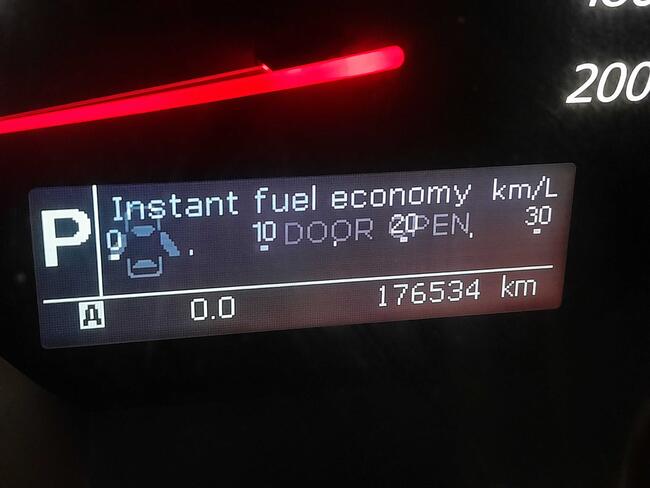 200
P
Instant fuel economy km/L
0 10 20 30
DOOR OPEN
A 0.0 176534 km